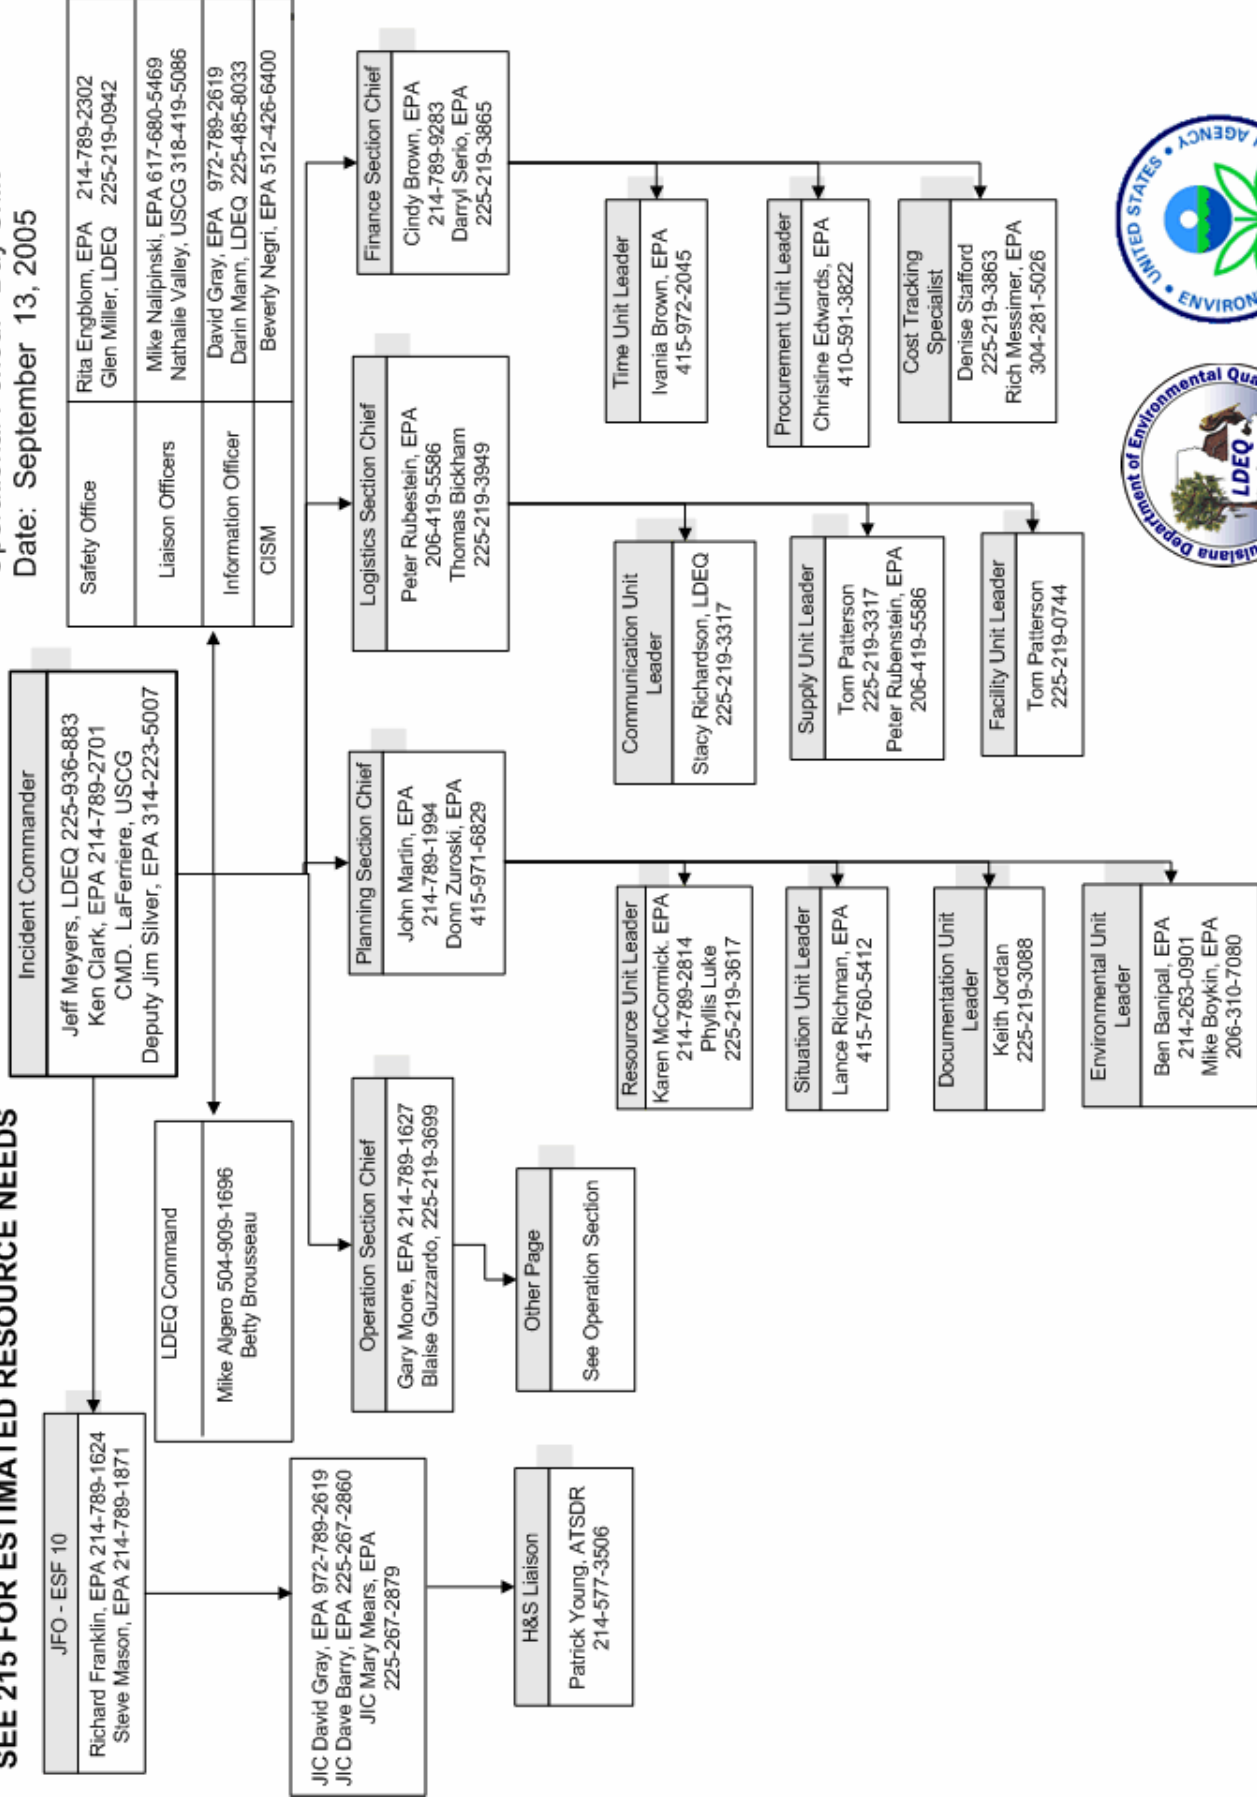 SEE 215 FOR ESTIMATED RESOURCE NEEDS
Date: September 13, 2005
Incident Commander
Jeff Meyers, LDEQ 225-936-883
Ken Clark, EPA 214-789-2701
CMD. LaFerriere, USCG
Deputy Jim Silver, EPA 314-223-5007
Safety Office
Rita Engblom, EPA 214-789-2302
Glen Miller, LDEQ 225-219-0942
Liaison Officers
Mike Nalipinski, EPA 617-680-5469
Nathalie Valley, USCG 318-419-5086
Information Officer
David Gray, EPA 972-789-2619
Darin Mann, LDEQ 225-485-8033
CISM
Beverly Negri, EPA 512-426-6400
JFO - ESF 10
Richard Franklin, EPA 214-789-1624
Steve Mason, EPA 214-789-1871
LDEQ Command
Mike Algero 504-909-1696
Betty Brousseau
JIC David Gray, EPA 972-789-2619
JIC Dave Barry, EPA 225-267-2860
JIC Mary Mears, EPA
225-267-2879
H&S Liaison
Patrick Young, ATSDR
214-577-3506
Operation Section Chief
Gary Moore, EPA 214-789-1627
Blaise Guzzardo, 225-219-3699
Other Page
See Operation Section
Planning Section Chief
John Martin, EPA
214-789-1994
Donn Zuroski, EPA
415-971-6829
Resource Unit Leader
Karen McCormick. EPA
214-789-2814
Phyllis Luke
225-219-3617
Situation Unit Leader
Lance Richman, EPA
415-760-5412
Documentation Unit
Leader
Keith Jordan
225-219-3088
Environmental Unit
Leader
Ben Banipal, EPA
214-263-0901
Mike Boykin, EPA
206-310-7080
Logistics Section Chief
Peter Rubestein, EPA
206-419-5586
Thomas Bickham
225-219-3949
Communication Unit
Leader
Stacy Richardson, LDEQ
225-219-3317
Supply Unit Leader
Tom Patterson
225-219-3317
Peter Rubenstein, EPA
206-419-5586
Facility Unit Leader
Tom Patterson
225-219-0744
Finance Section Chief
Cindy Brown, EPA
214-789-9283
Darryl Serio, EPA
225-219-3865
Time Unit Leader
Ivania Brown, EPA
415-972-2045
Procurement Unit Leader
Christine Edwards, EPA
410-591-3822
Cost Tracking
Specialist
Denise Stafford
225-219-3863
Rich Messimer, EPA
304-281-5026
Department of Environmental
LDEQ
UNITED STATES
AGENCY